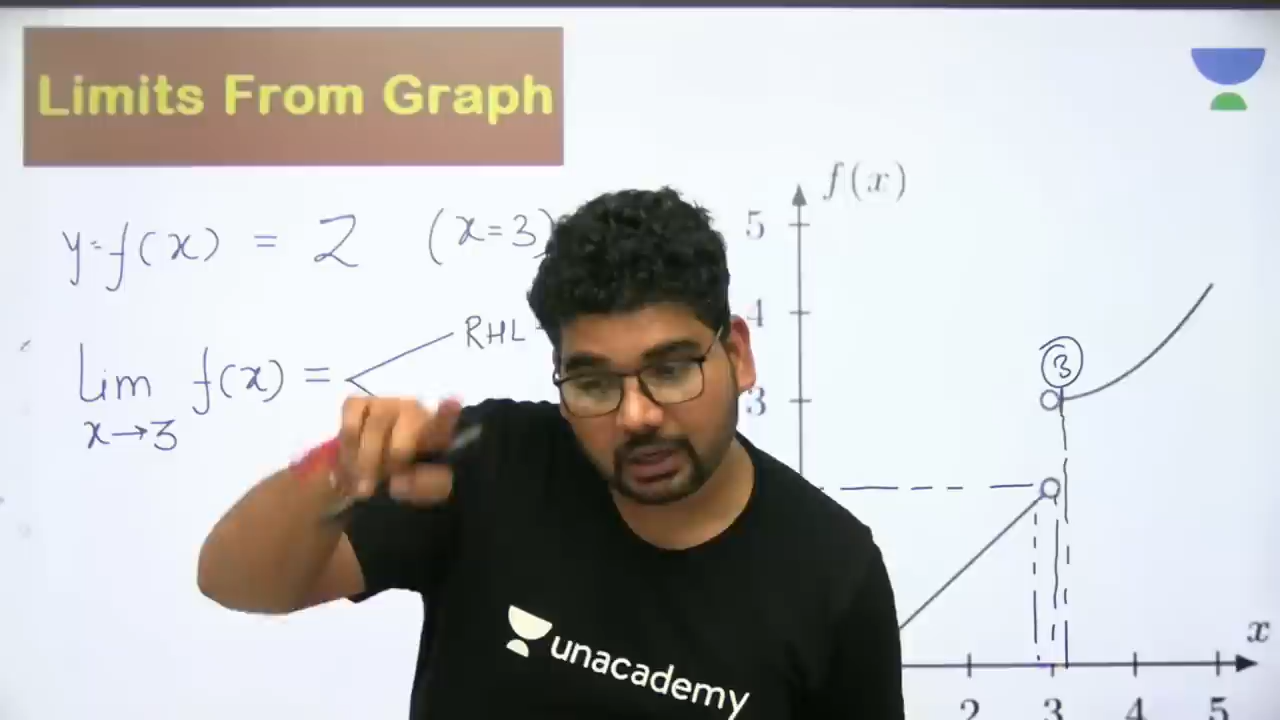 Limits From Graph
f(x)
5
y=f(x) = 2 (x=3)
RHL
4
lim f(x) =
x→3
3
3
unacademy
x
2 3 4 5